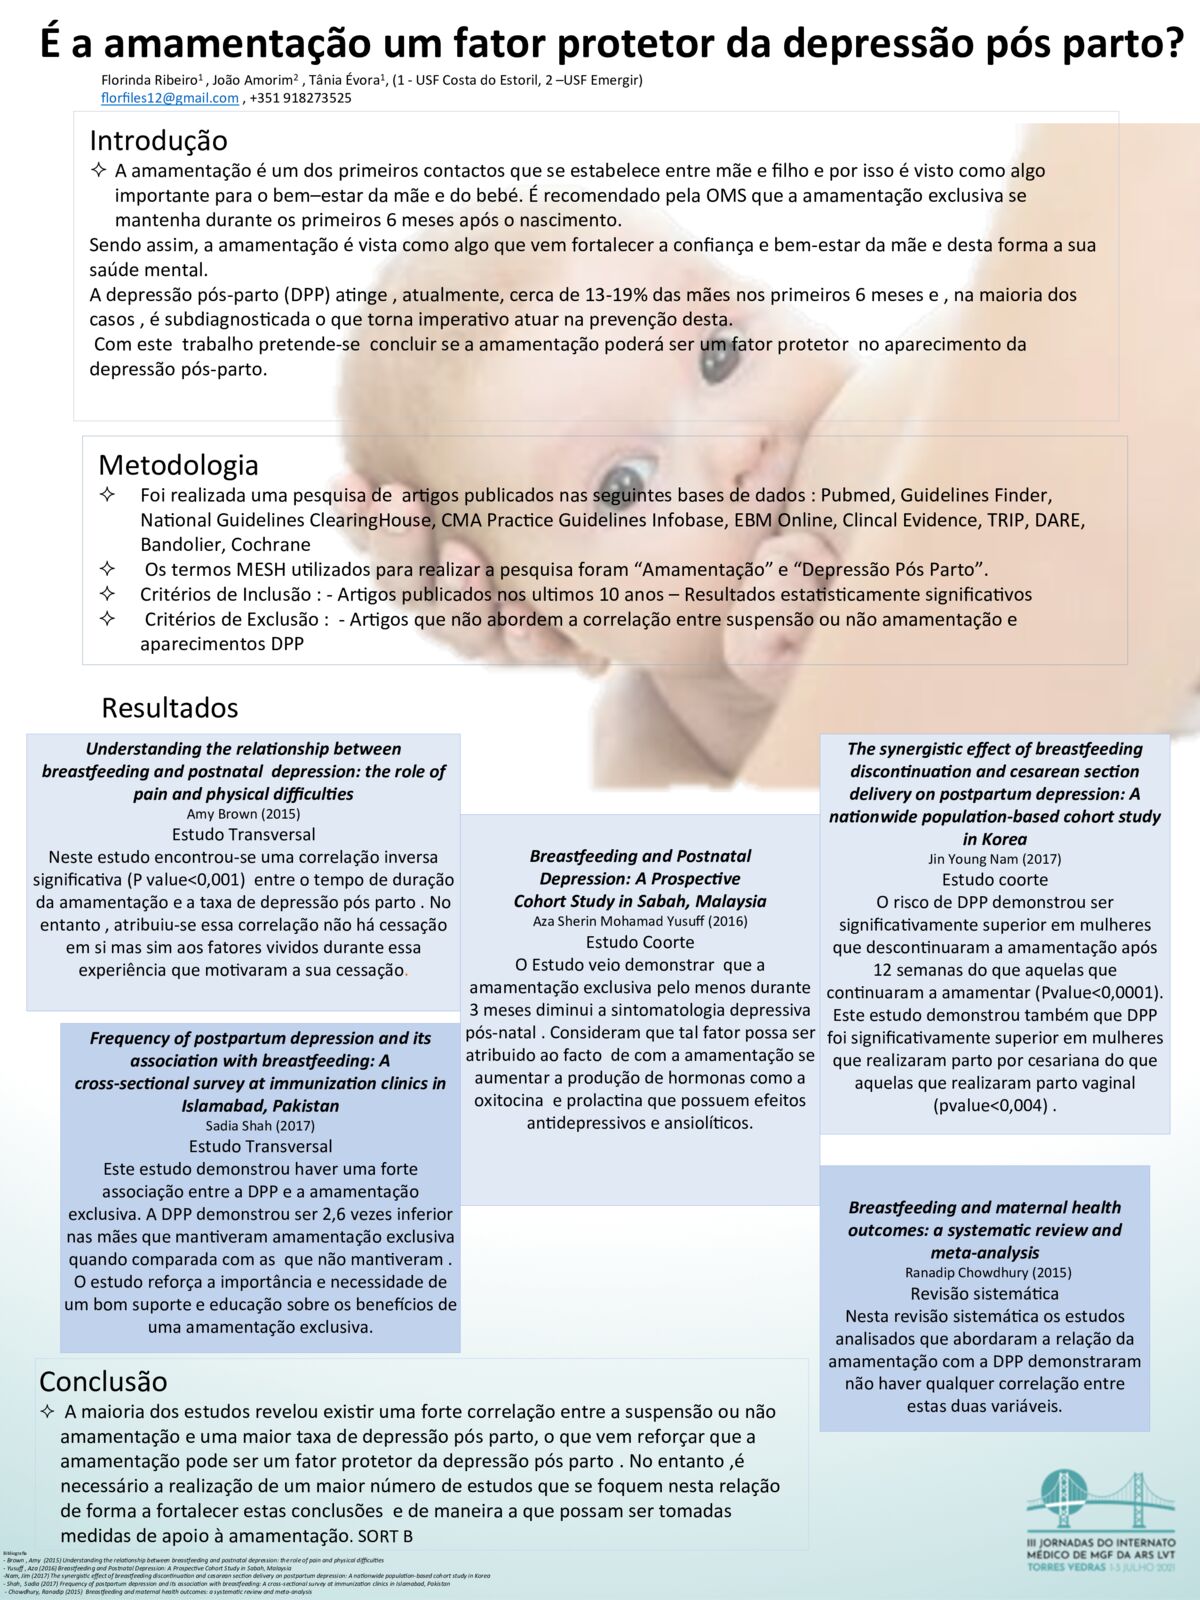 É a amamentação um fator protetor da depressão pós parto?
Florinda Ribeiro¹ , João Amorim² , Tânia Évora¹, (1 - USF Costa do Estoril, 2 –USF Emergir)
florfiles12@gmail.com , +351 918273525
Introdução
✧ A amamentação é um dos primeiros contactos que se estabelece entre mãe e filho e por isso é visto como algo
importante para o bem–estar da mãe e do bebé. É recomendado pela OMS que a amamentação exclusiva se
mantenha durante os primeiros 6 meses após o nascimento.
Sendo assim, a amamentação é vista como algo que vem fortalecer a confiança e bem-estar da mãe e desta forma a sua
saúde mental.
A depressão pós-parto (DPP) atinge , atualmente, cerca de 13-19% das mães nos primeiros 6 meses e , na maioria dos
casos , é subdiagnosticada o que torna imperativo atuar na prevenção desta.
Com este trabalho pretende-se concluir se a amamentação poderá ser um fator protetor no aparecimento da
depressão pós-parto.
Metodologia
✧ Foi realizada uma pesquisa de artigos publicados nas seguintes bases de dados : Pubmed, Guidelines Finder,
National Guidelines ClearingHouse, CMA Practice Guidelines Infobase, EBM Online, Clincal Evidence, TRIP, DARE,
Bandolier, Cochrane
✧ Os termos MESH utilizados para realizar a pesquisa foram “Amamentação” e “Depressão Pós Parto”.
✧ Critérios de Inclusão : - Artigos publicados nos ultimos 10 anos – Resultados estatisticamente significativos
✧ Critérios de Exclusão : - Artigos que não abordem a correlação entre suspensão ou não amamentação e
aparecimentos DPP
Resultados
Understanding the relationship between
breastfeeding and postnatal depression: the role of
pain and physical difficulties
Amy Brown (2015)
Estudo Transversal
Neste estudo encontrou-se uma correlação inversa
significativa (P value<0,001) entre o tempo de duração
da amamentação e a taxa de depressão pós parto . No
entanto , atribuiu-se essa correlação não há cessação
em si mas sim aos fatores vividos durante essa
experiência que motivaram a sua cessação.
Frequency of postpartum depression and its
association with breastfeeding: A
cross-sectional survey at immunization clinics in
Islamabad, Pakistan
Sadia Shah (2017)
Estudo Transversal
Este estudo demonstrou haver uma forte
associação entre a DPP e a amamentação
exclusiva. A DPP demonstrou ser 2,6 vezes inferior
nas mães que mantiveram amamentação exclusiva
quando comparada com as que não mantiveram .
O estudo reforça a importância e necessidade de
um bom suporte e educação sobre os benefícios de
uma amamentação exclusiva.
Breastfeeding and Postnatal
Depression: A Prospective
Cohort Study in Sabah, Malaysia
Aza Sherin Mohamad Yusuff (2016)
Estudo Coorte
O Estudo veio demonstrar que a
amamentação exclusiva pelo menos durante
3 meses diminui a sintomatologia depressiva
pós-natal . Consideram que tal fator possa ser
atribuido ao facto de com a amamentação se
aumentar a produção de hormonas como a
oxitocina e prolactina que possuem efeitos
antidepressivos e ansiolíticos.
The synergistic effect of breastfeeding
discontinuation and cesarean section
delivery on postpartum depression: A
nationwide population-based cohort study
in Korea
Jin Young Nam (2017)
Estudo coorte
O risco de DPP demonstrou ser
significativamente superior em mulheres
que descontinuaram a amamentação após
12 semanas do que aquelas que
continuaram a amamentar (Pvalue<0,0001).
Este estudo demonstrou também que DPP
foi significativamente superior em mulheres
que realizaram parto por cesariana do que
aquelas que realizaram parto vaginal
(pvalue<0,004) .
Breastfeeding and maternal health
outcomes: a systematic review and
meta-analysis
Ranadip Chowdhury (2015)
Revisão sistemática
Nesta revisão sistemática os estudos
analisados que abordaram a relação da
amamentação com a DPP demonstraram
não haver qualquer correlação entre
estas duas variáveis.
Conclusão
✧ A maioria dos estudos revelou existir uma forte correlação entre a suspensão ou não
amamentação e uma maior taxa de depressão pós parto, o que vem reforçar que a
amamentação pode ser um fator protetor da depressão pós parto . No entanto ,é
necessário a realização de um maior número de estudos que se foquem nesta relação
de forma a fortalecer estas conclusões e de maneira a que possam ser tomadas
medidas de apoio à amamentação. SORT B
Bibliografia
- Brown , Amy (2015) Understanding the relationship between breastfeeding and postnatal depression: the role of pain and physical difficulties
- Yusuff , Aza (2016) Breastfeeding and Postnatal Depression: A Prospective Cohort Study in Sabah, Malaysia
-Nam, Jim (2017) The synergistic effect of breastfeeding discontinuation and cesarean section delivery on postpartum depression: A nationwide population-based cohort study in Korea
- Shah, Sadia (2017) Frequency of postpartum depression and its association with breastfeeding: A cross-sectional survey at immunization clinics in Islamabad, Pakistan
- Chowdhury, Ranadip (2015) Breastfeeding and maternal health outcomes: a systematic review and meta-analysis
III JORNADAS DO INTERNATO
MÉDICO DE MGF DA ARS LVT
TORRES VEDRAS 1-3 JULHO 2021